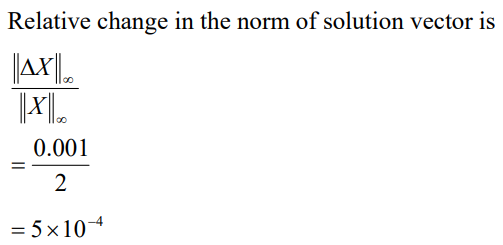 Relative change in the norm of solution vector is
‖ΔX‖∞
‖X‖∞
= 0.001
2
= 5×10⁻⁴